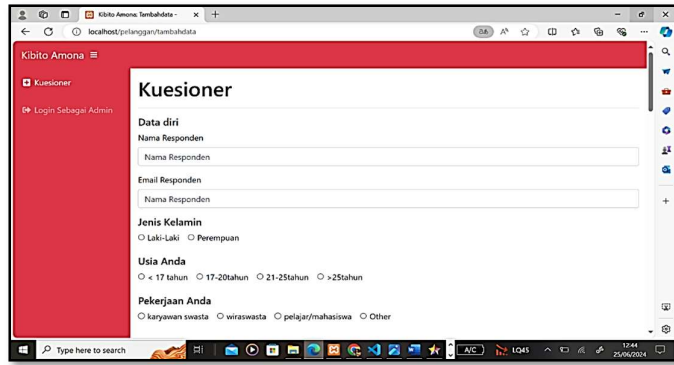 Kibito Amona: Tambahdata -
localhost/pelanggan/tambahdata
Kibito Amona
Kuesioner
Login Sebagai Admin
Kuesioner
Data diri
Nama Responden
Nama Responden
Email Responden
Nama Responden
Jenis Kelamin
Laki-Laki Perempuan
Usia Anda
< 17 tahun 17-20tahun 21-25tahun >25tahun
Pekerjaan Anda
karyawan swasta wiraswasta pelajar/mahasiswa Other
Type here to search
A/C
LQ45
12:44
25/06/2024